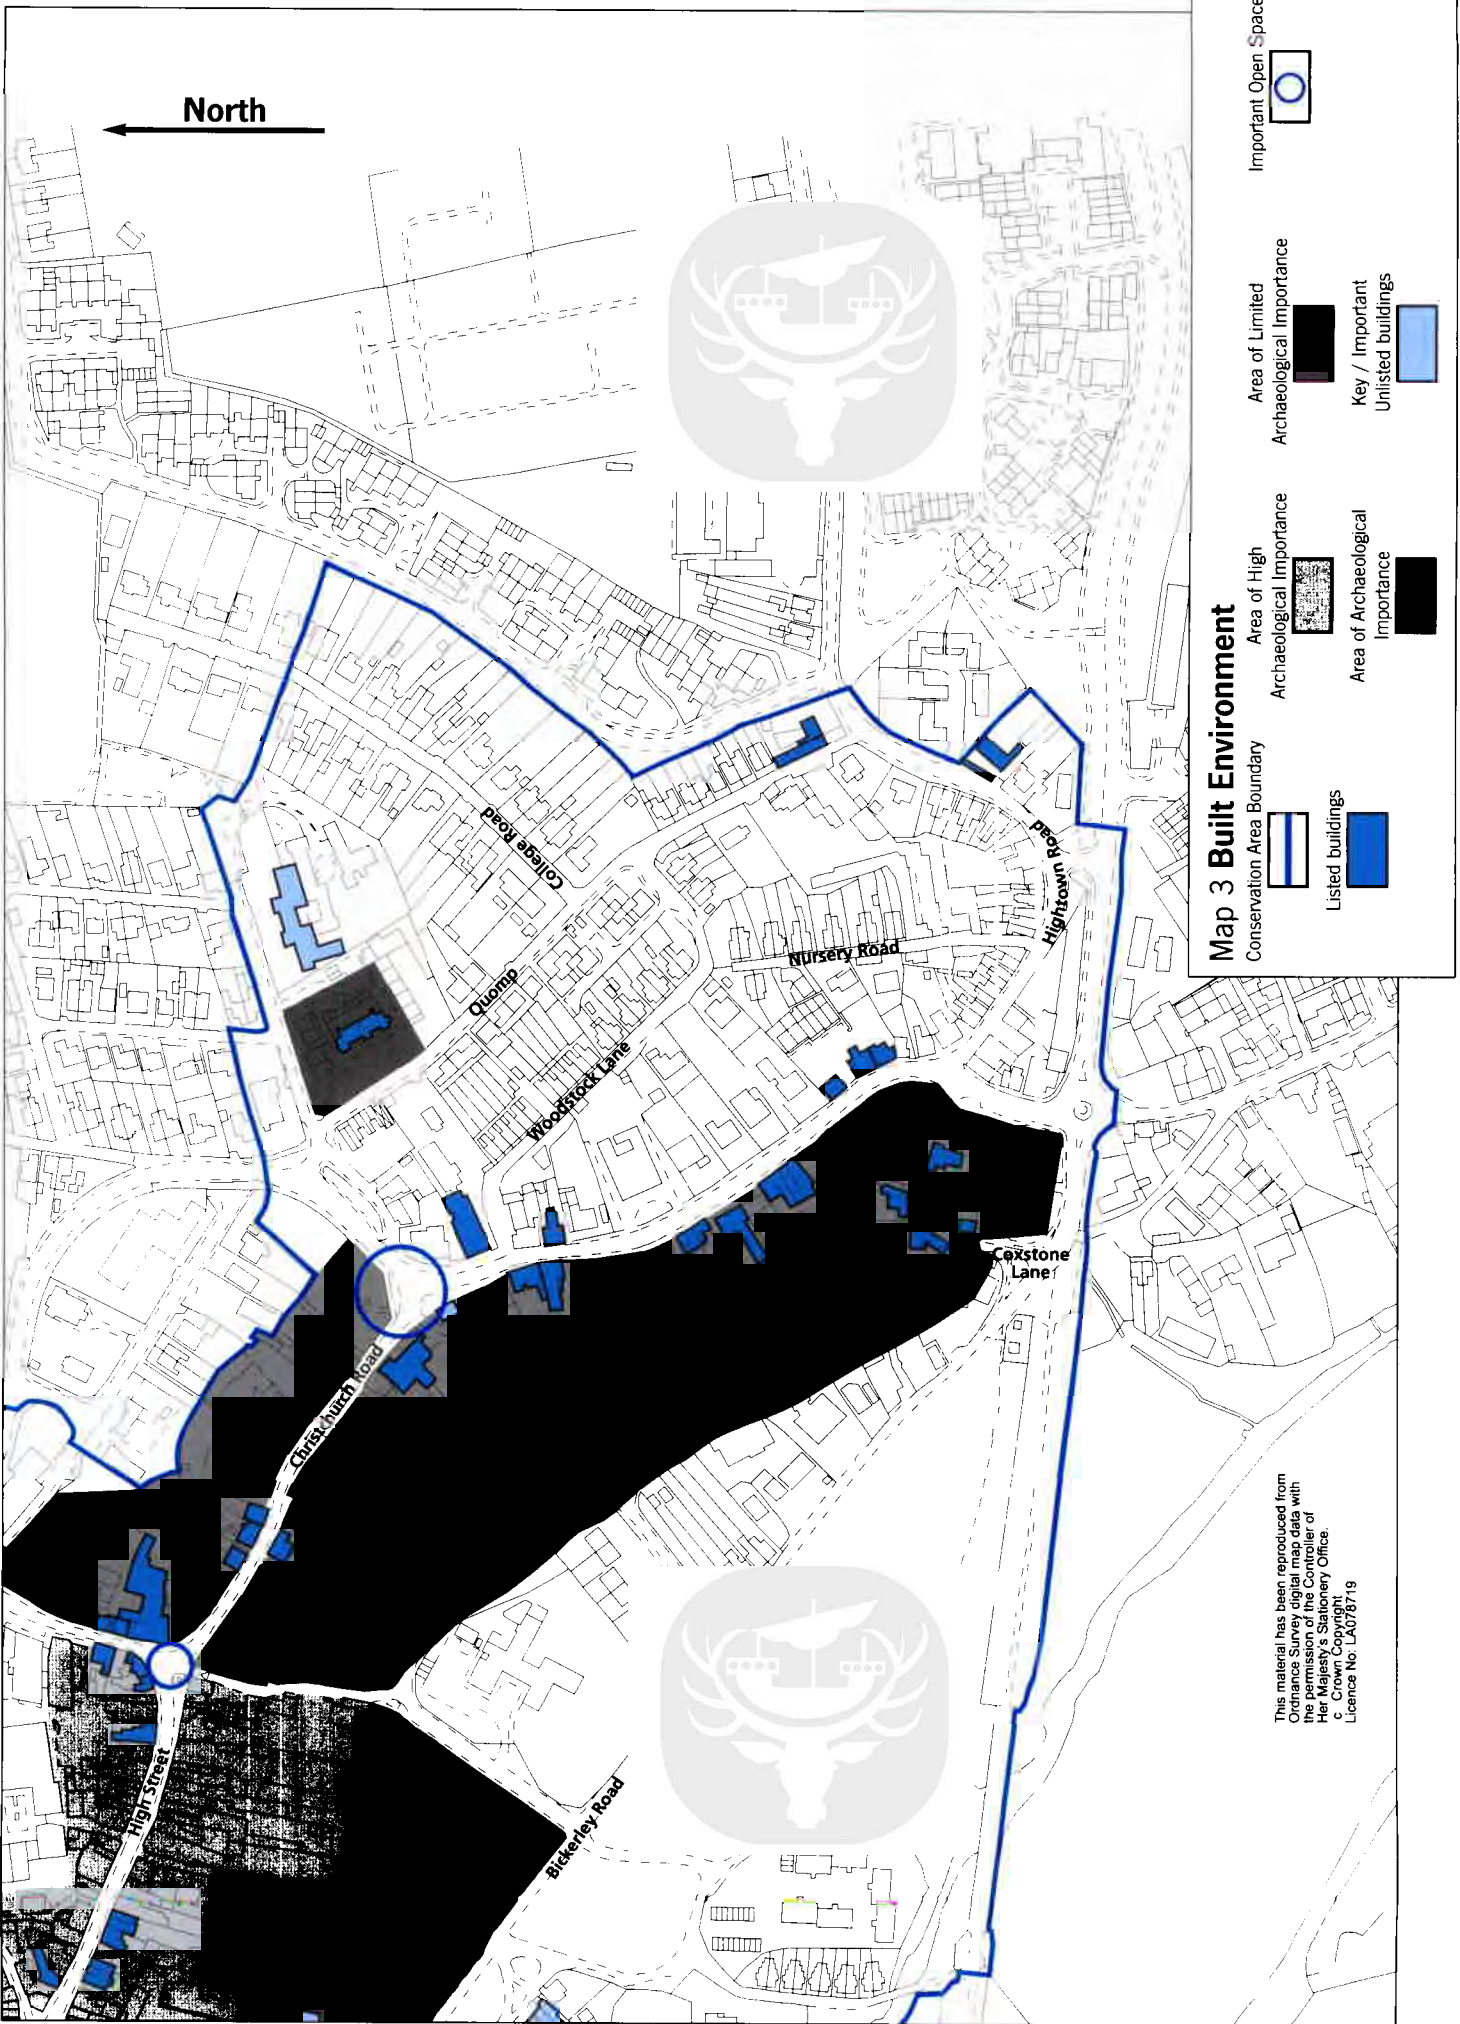 North
College Road
Quomp
Woodstock Lane
Nursery Road
Hightown Road
Christchurch Road
Coxstone
Lane
High Street
Bickerley Road
Map 3 Built Environment
Conservation Area Boundary
Listed buildings
Area of High
Archaeological Importance
Area of Archaeological
Importance
Area of Limited
Archaeological Importance
Key / Important
Unlisted buildings
Important Open Space
This material has been reproduced from
Ordnance Survey digital map data with
the permission of the Controller of
Her Majesty's Stationery Office.
c Crown Copyright
Licence No: LA078719